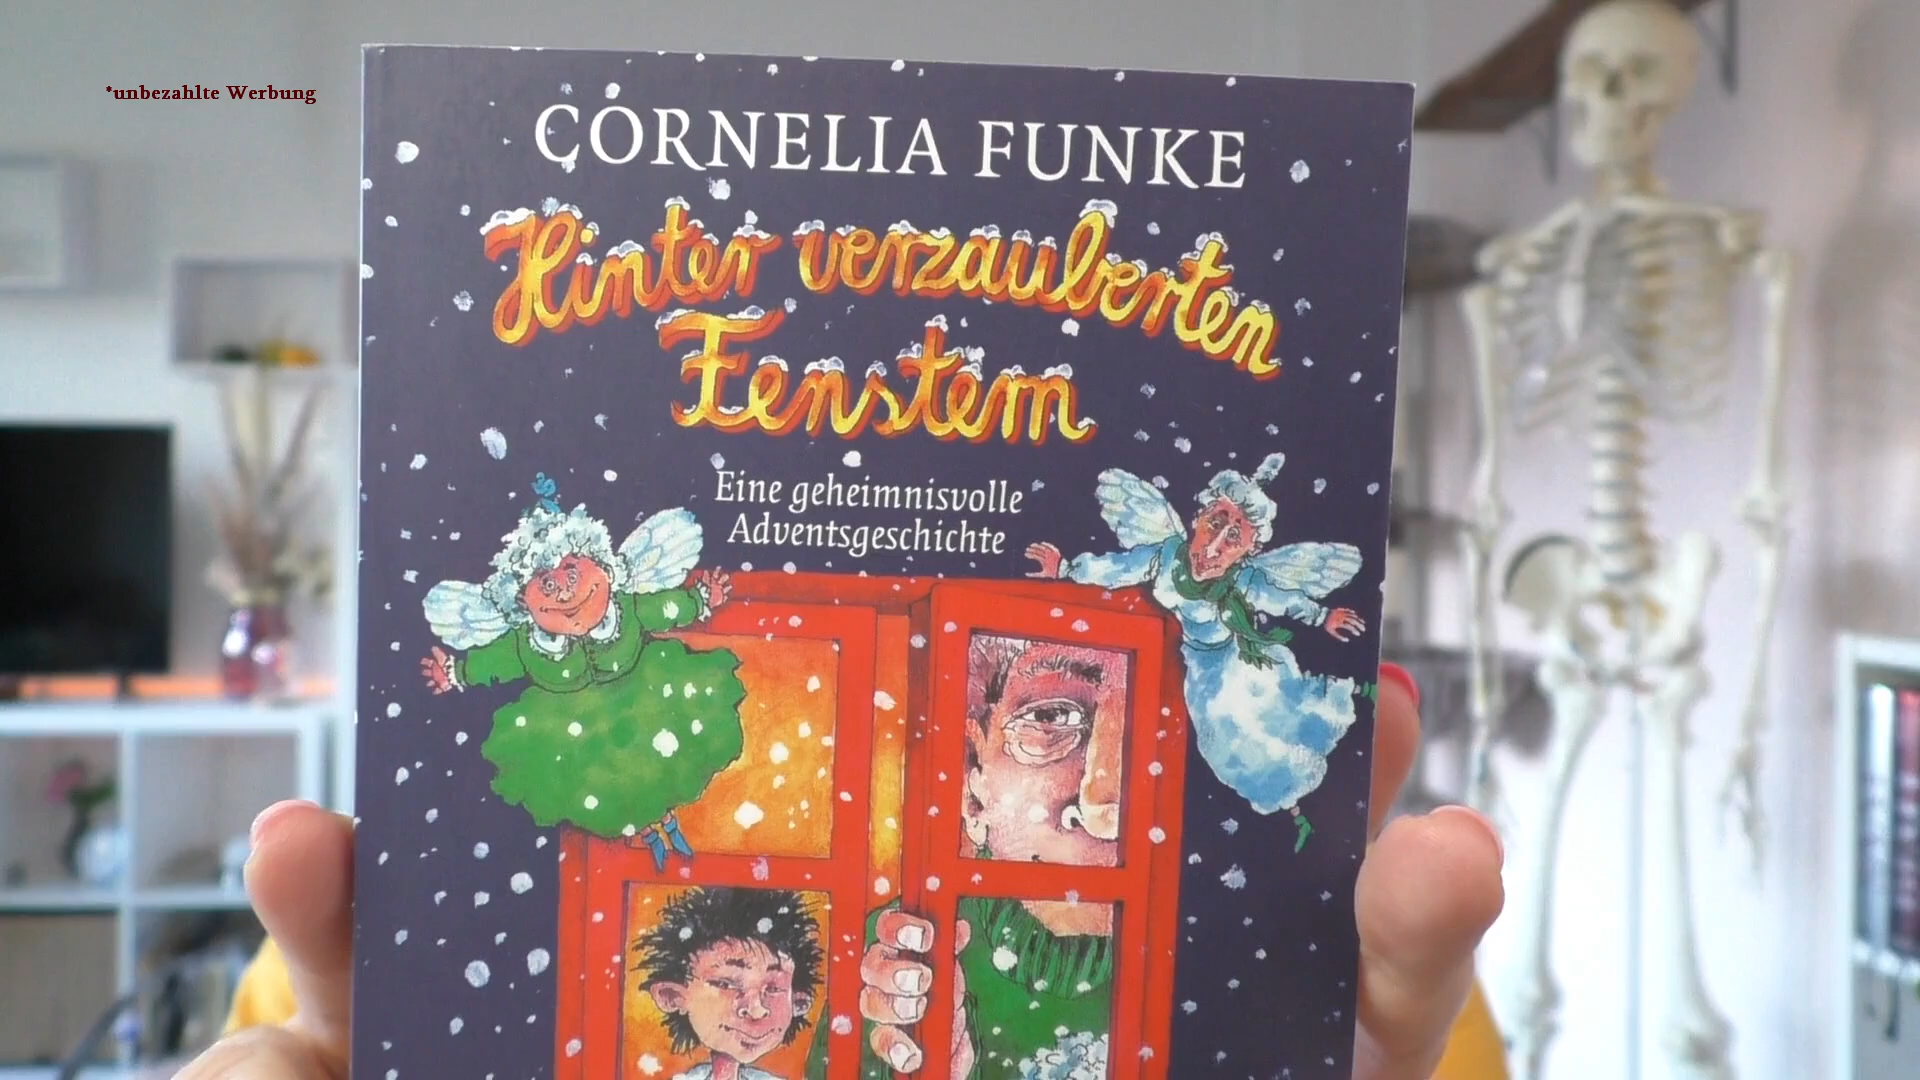 *unbezahlte Werbung
CORNELIA FUNKE
Hinter verzauberten
Fenstern
Eine geheimnisvolle
Adventsgeschichte